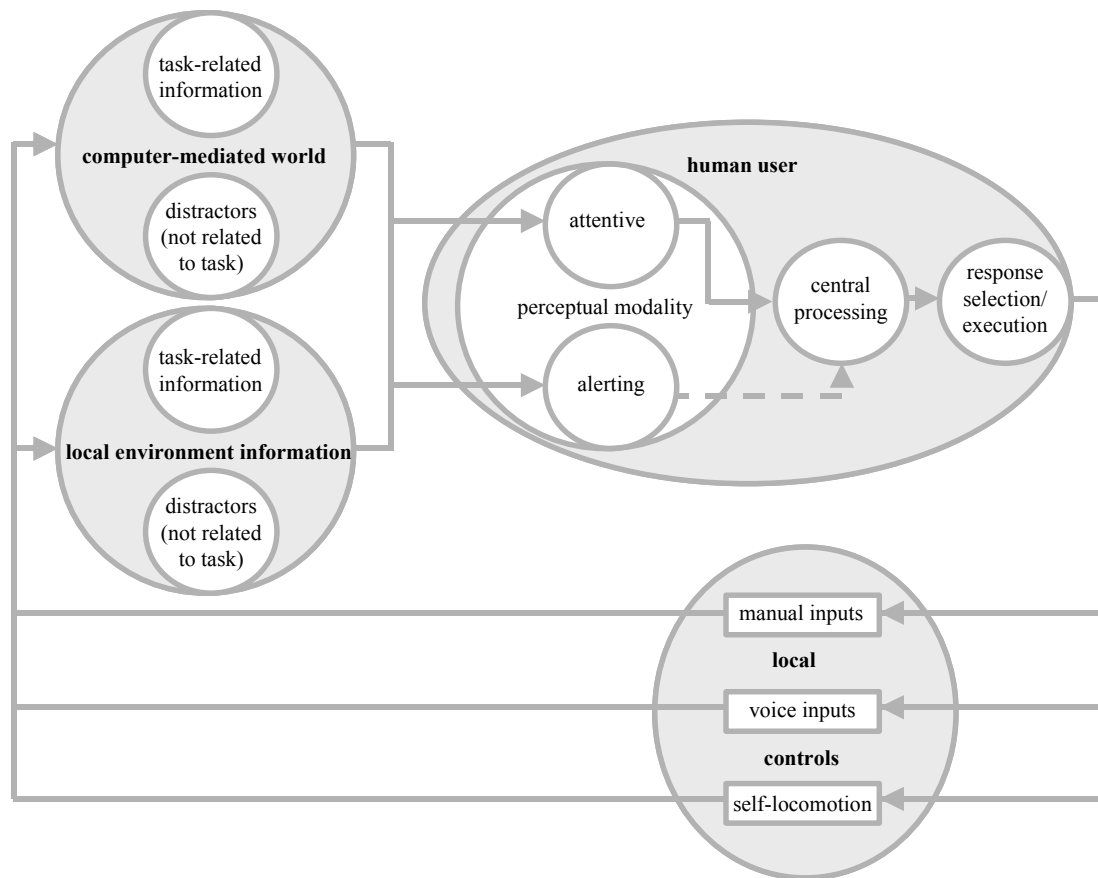 task-related
information
computer-mediated world
distractors
(not related
to task)
task-related
information
local environment information
distractors
(not related
to task)
human user
attentive
perceptual modality
alerting
central
processing
response
selection/
execution
manual inputs
local
voice inputs
controls
self-locomotion